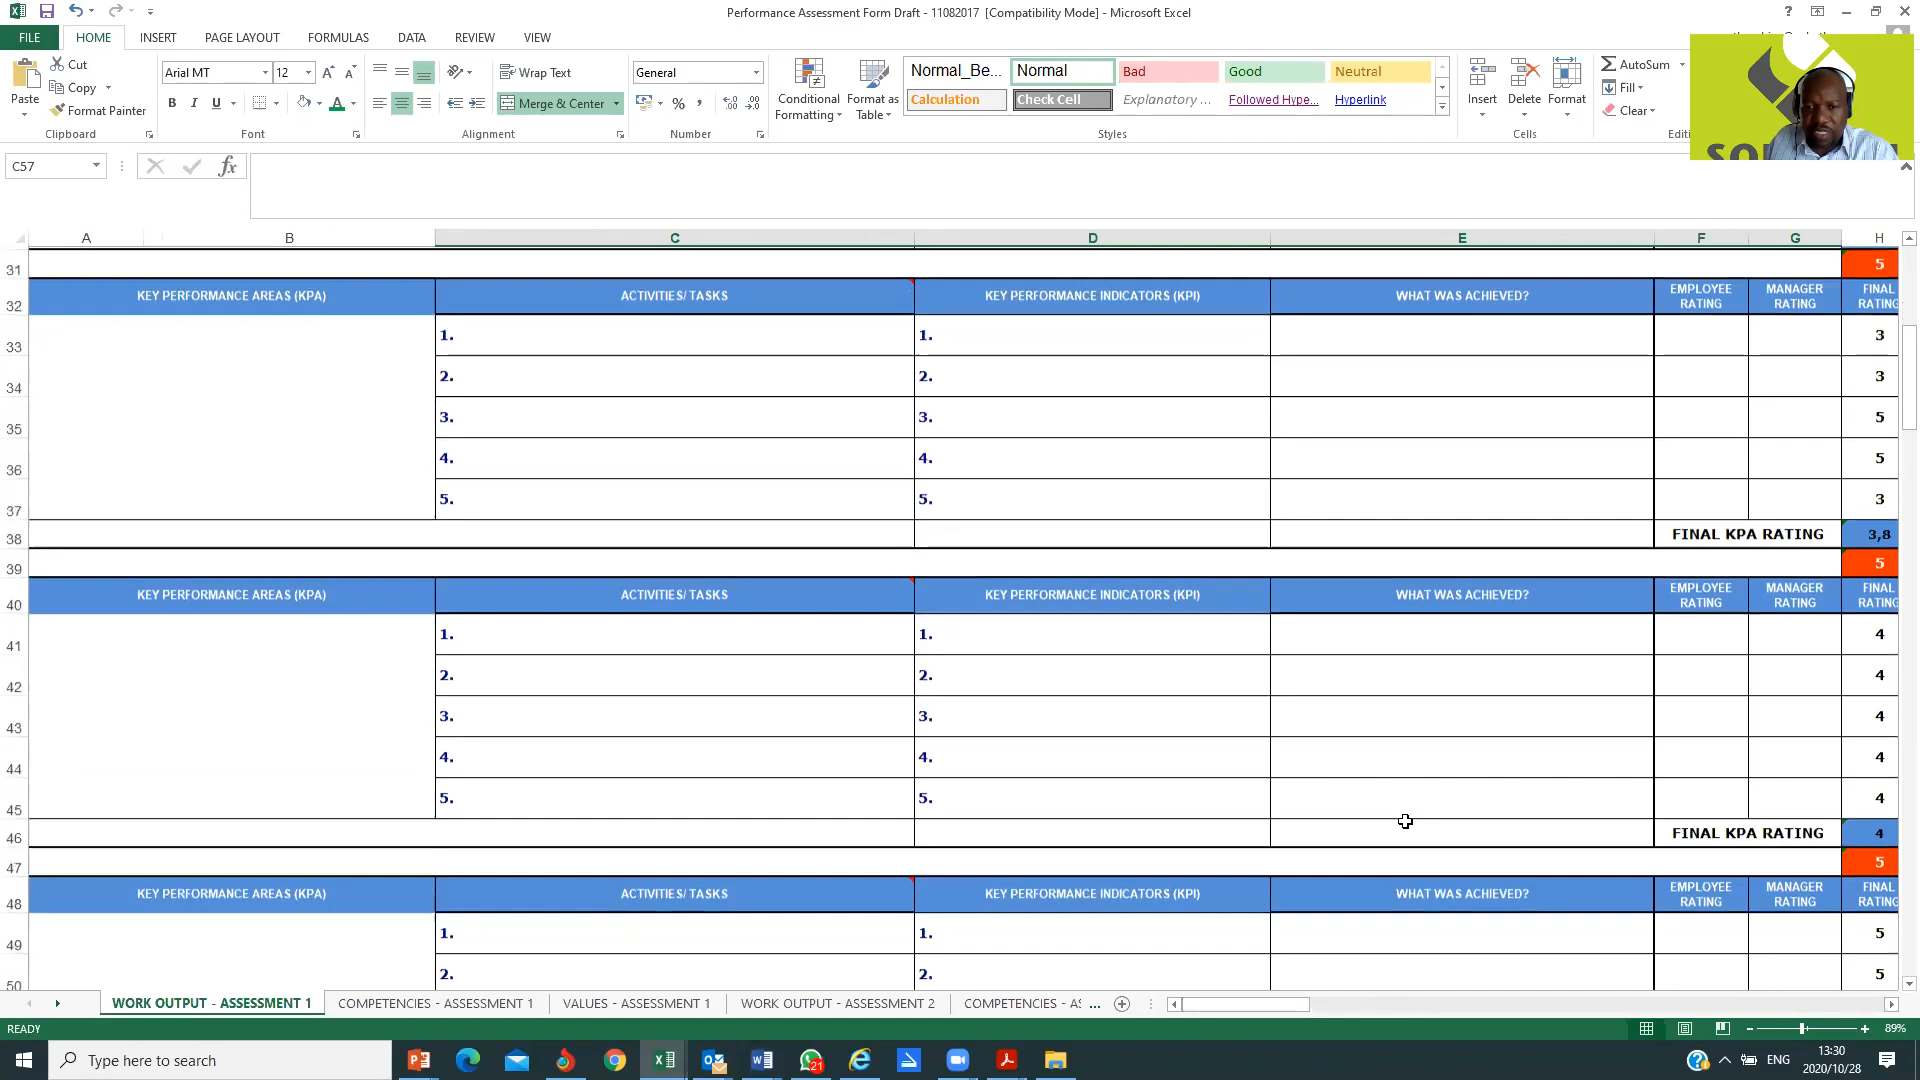 Performance Assessment Form Draft - 11082017 [Compatibility Mode] - Microsoft Excel
FILE HOME INSERT PAGE LAYOUT FORMULAS DATA REVIEW VIEW
Paste
Cut
Copy
Format Painter
Clipboard
Arial MT 12
B I U
Font
Wrap Text
Merge & Center
Alignment
General
%
Number
Conditional Formatting
Format as Table
Normal_Be... Normal Bad Good Neutral
Calculation Check Cell Explanatory ... Followed Hype... Hyperlink
Styles
Insert Delete Format
Cells
AutoSum
Fill
Clear
C57
fx
A B C D E F G H
31 5
32 KEY PERFORMANCE AREAS (KPA) ACTIVITIES/ TASKS KEY PERFORMANCE INDICATORS (KPI) WHAT WAS ACHIEVED? EMPLOYEE RATING MANAGER RATING FINAL RATING
33 1. 1. 3
34 2. 2. 3
35 3. 3. 5
36 4. 4. 5
37 5. 5. 3
38 FINAL KPA RATING 3,8
39 5
40 KEY PERFORMANCE AREAS (KPA) ACTIVITIES/ TASKS KEY PERFORMANCE INDICATORS (KPI) WHAT WAS ACHIEVED? EMPLOYEE RATING MANAGER RATING FINAL RATING
41 1. 1. 4
42 2. 2. 4
43 3. 3. 4
44 4. 4. 4
45 5. 5. 4
46 FINAL KPA RATING 4
47 5
48 KEY PERFORMANCE AREAS (KPA) ACTIVITIES/ TASKS KEY PERFORMANCE INDICATORS (KPI) WHAT WAS ACHIEVED? EMPLOYEE RATING MANAGER RATING FINAL RATING
49 1. 1. 5
50 2. 2. 5
WORK OUTPUT - ASSESSMENT 1 COMPETENCIES - ASSESSMENT 1 VALUES - ASSESSMENT 1 WORK OUTPUT - ASSESSMENT 2 COMPETENCIES - AS ...
READY 89%
Type here to search
21
ENG
13:30
2020/10/28